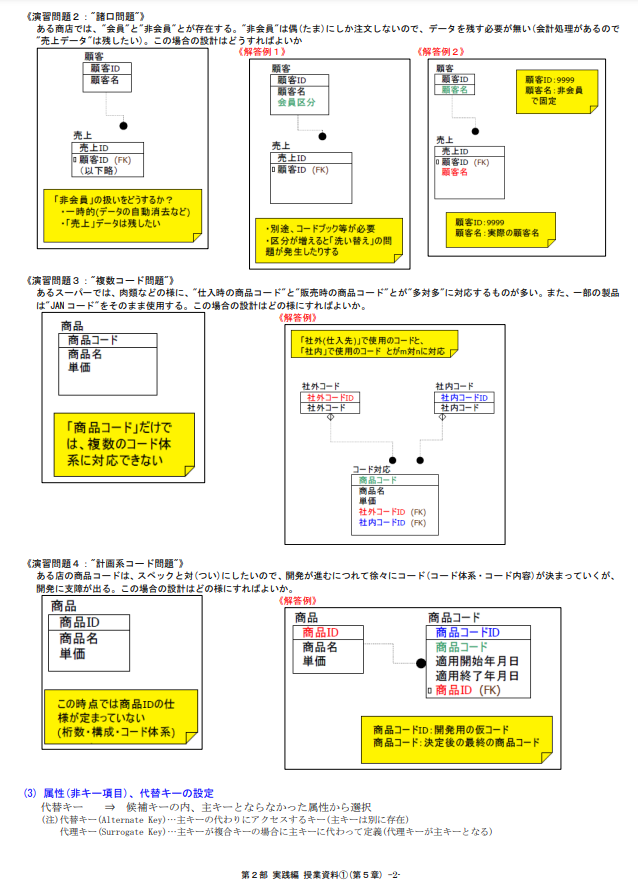 《演習問題２："諸口問題"》
ある商店では、"会員"と"非会員"とが存在する。"非会員"は偶(たま)にしか注文しないので、データを残す必要が無い(会計処理があるので
"売上データ"は残したい)。この場合の設計はどうすればよいか
《解答例１》
《解答例２》
顧客
顧客ID
顧客名
売上
売上ID
顧客ID (FK)
(以下略)
「非会員」の扱いをどうするか？
・一時的(データの自動消去など)
・「売上」データは残したい
顧客
顧客ID
顧客名
会員区分
売上
売上ID
顧客ID (FK)
・別途、コードブック等が必要
・区分が増えると「洗い替え」の問
題が発生したりする
顧客
顧客ID
顧客名
顧客ID:9999
顧客名:非会員
で固定
売上
売上ID
顧客ID (FK)
顧客名
顧客ID:9999
顧客名:実際の顧客名
《演習問題３："複数コード問題"》
あるスーパーでは、肉類などの様に、"仕入時の商品コード"と"販売時の商品コード"とが"多対多"に対応するものが多い。また、一部の製品
は"JANコード"をそのまま使用する。この場合の設計はどの様にすればよいか。
《解答例》
商品
商品コード
商品名
単価
「商品コード」だけで
は、複数のコード体
系に対応できない
「社外(仕入先)」で使用のコードと、
「社内」で使用のコード とがm対nに対応
社外コード
社外コードID
社外コード
社内コード
社内コードID
社内コード
コード対応
商品コード
商品名
単価
社外コードID (FK)
社内コードID (FK)
《演習問題４："計画系コード問題"》
ある店の商品コードは、スペックと対(つい)にしたいので、開発が進むにつれて徐々にコード(コード体系・コード内容)が決まっていくが、
開発に支障が出る。この場合の設計はどの様にすればよいか。
《解答例》
商品
商品ID
商品名
単価
この時点では商品IDの仕
様が定まっていない
(桁数・構成・コード体系)
商品
商品ID
商品名
単価
商品コード
商品コードID
商品コード
適用開始年月日
適用終了年月日
商品ID (FK)
商品コードID:開発用の仮コード
商品コード:決定後の最終の商品コード
(3) 属性(非キー項目)、代替キーの設定
代替キー　⇒　候補キーの内、主キーとならなかった属性から選択
(注)代替キー(Alternate Key)…主キーの代わりにアクセスするキー(主キーは別に存在)
代理キー(Surrogate Key)…主キーが複合キーの場合に主キーに代わって定義(代理キーが主キーとなる)
第２部 実践編 授業資料①(第５章) -2-